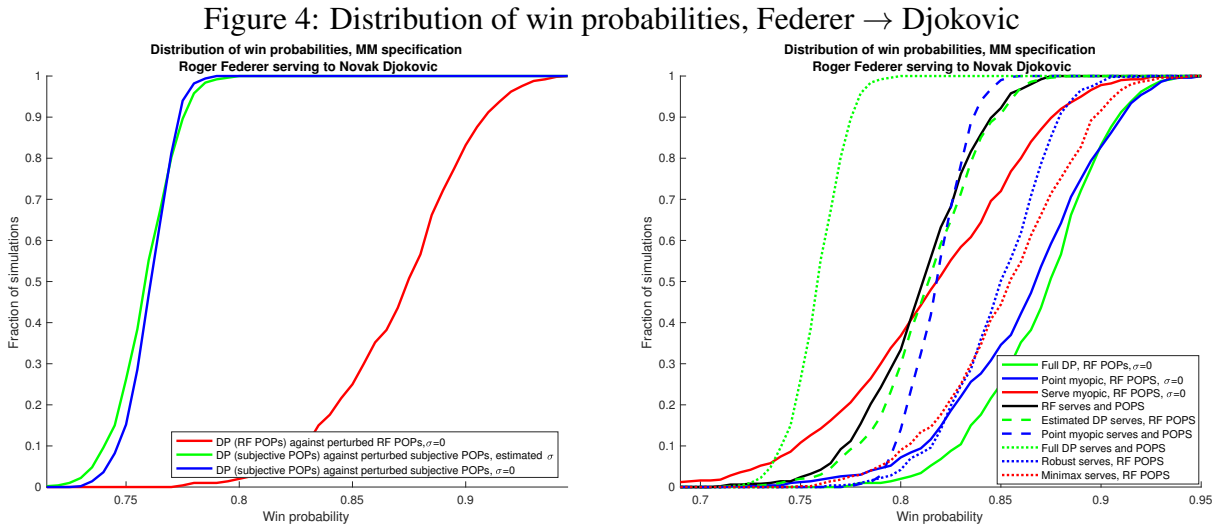 Figure 4: Distribution of win probabilities, Federer → Djokovic
Distribution of win probabilities, MM specification
Roger Federer serving to Novak Djokovic
1
0.9
0.8
0.7
0.6
0.5
0.4
0.3
0.2
0.1
0
Fraction of simulations
DP (RF POPs) against perturbed RF POPs,σ=0
DP (subjective POPs) against perturbed subjective POPs, estimated σ
DP (subjective POPs) against perturbed subjective POPs, σ=0
0.75
0.8
0.85
0.9
Win probability
Distribution of win probabilities, MM specification
Roger Federer serving to Novak Djokovic
1
0.9
0.8
0.7
0.6
0.5
0.4
0.3
0.2
0.1
0
Fraction of simulations
Full DP, RF POPs,σ=0
Point myopic, RF POPS, σ=0
Serve myopic, RF POPS, σ=0
RF serves and POPS
Estimated DP serves, RF POPS
Point myopic serves and POPS
Full DP serves and POPS
Robust serves, RF POPS
Minimax serves, RF POPS
0.7
0.75
0.8
0.85
0.9
0.95
Win probability